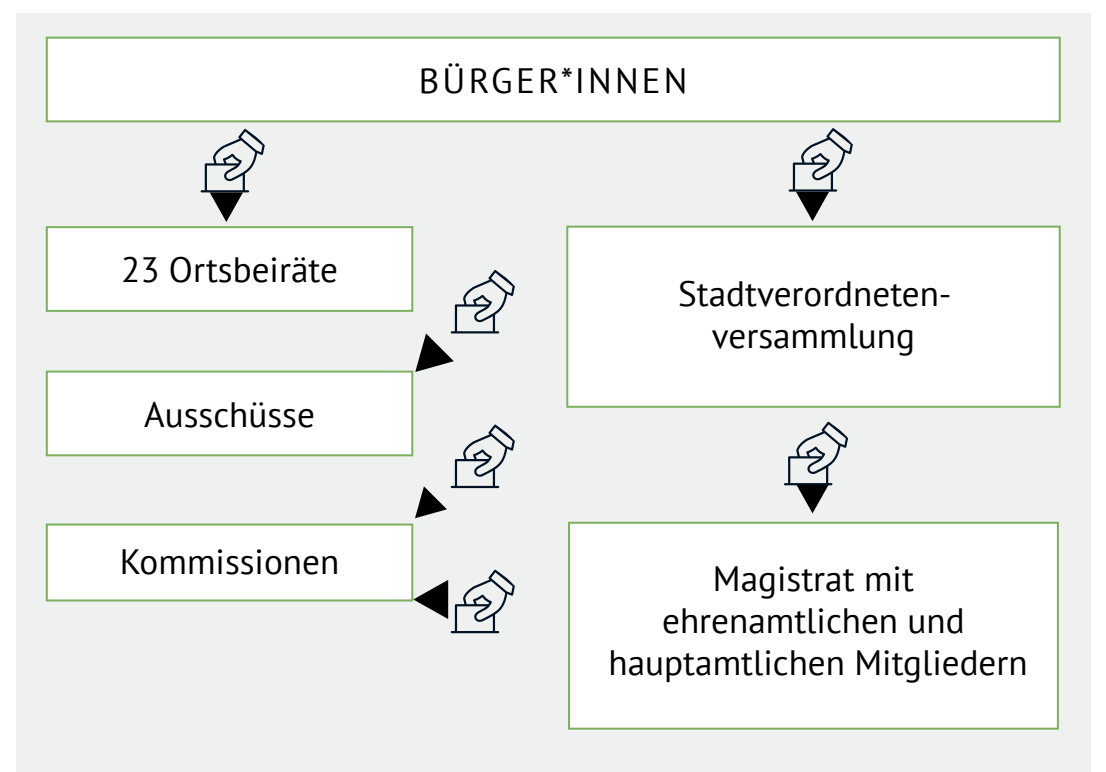 BÜRGER*INNEN
23 Ortsbeiräte
Stadtverordneten-
versammlung
Ausschüsse
Kommissionen
Magistrat mit
ehrenamtlichen und
hauptamtlichen Mitgliedern